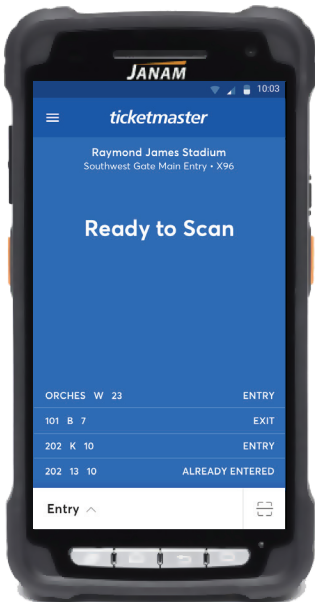 JANAM
10:03
ticketmaster
Raymond James Stadium
Southwest Gate Main Entry • X96
Ready to Scan
ORCHES W 23 ENTRY
101 B 7 EXIT
202 K 10 ENTRY
202 13 10 ALREADY ENTERED
Entry